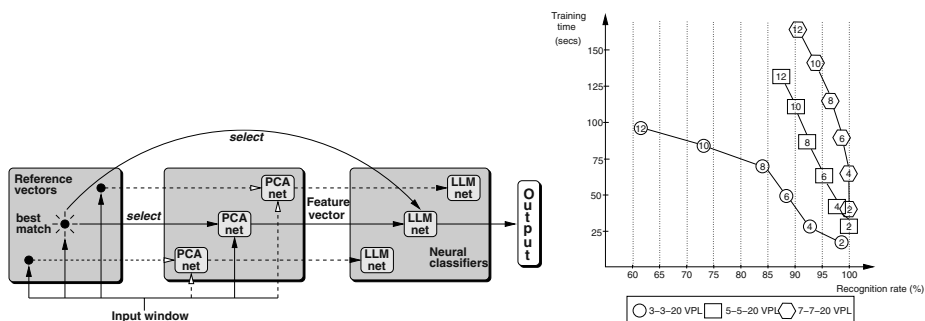 Reference
vectors
best
match
select
select
PCA
net
PCA
net
PCA
net
Feature
vector
LLM
net
LLM
net
LLM
net
Neural
classifiers
Output
Input window
Training
time
(secs)
150
125
100
75
50
25
12
10
8
6
4
2
12
10
8
6
4
2
12
10
8
6
4
2
60 65 70 75 80 85 90 95 100
Recognition rate (%)
3–3–20 VPL 5–5–20 VPL 7–7–20 VPL